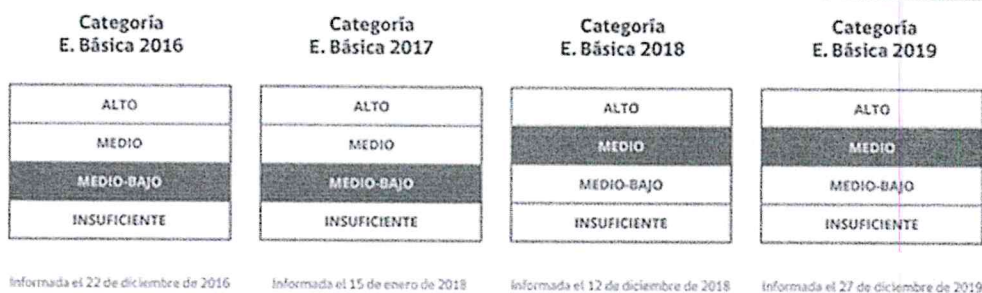 Categoría
E. Básica 2016
ALTO
MEDIO
MEDIO-BAJO
INSUFICIENTE
Informada el 22 de diciembre de 2016
Categoría
E. Básica 2017
ALTO
MEDIO
MEDIO-BAJO
INSUFICIENTE
Informada el 15 de enero de 2018
Categoría
E. Básica 2018
ALTO
MEDIO
MEDIO-BAJO
INSUFICIENTE
Informada el 12 de diciembre de 2018
Categoría
E. Básica 2019
ALTO
MEDIO
MEDIO-BAJO
INSUFICIENTE
Informada el 27 de diciembre de 2019